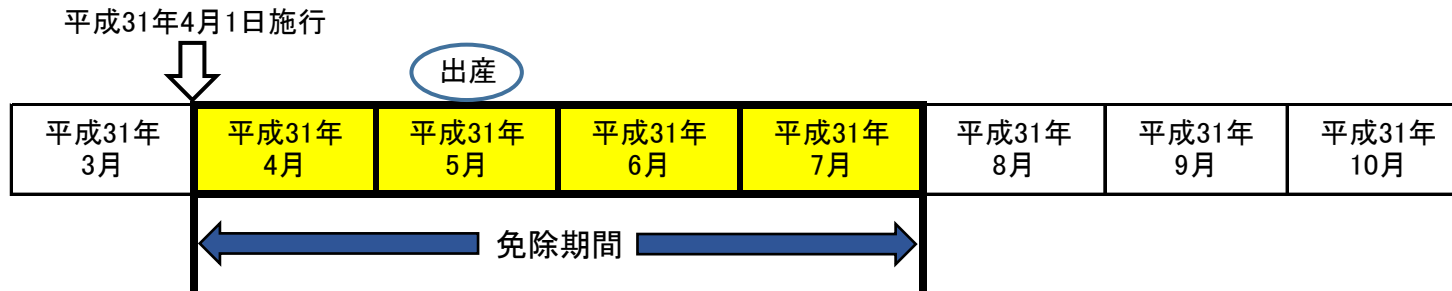 平成31年4月1日施行
出産
平成31年
3月
平成31年
4月
平成31年
5月
平成31年
6月
平成31年
7月
平成31年
8月
平成31年
9月
平成31年
10月
免除期間